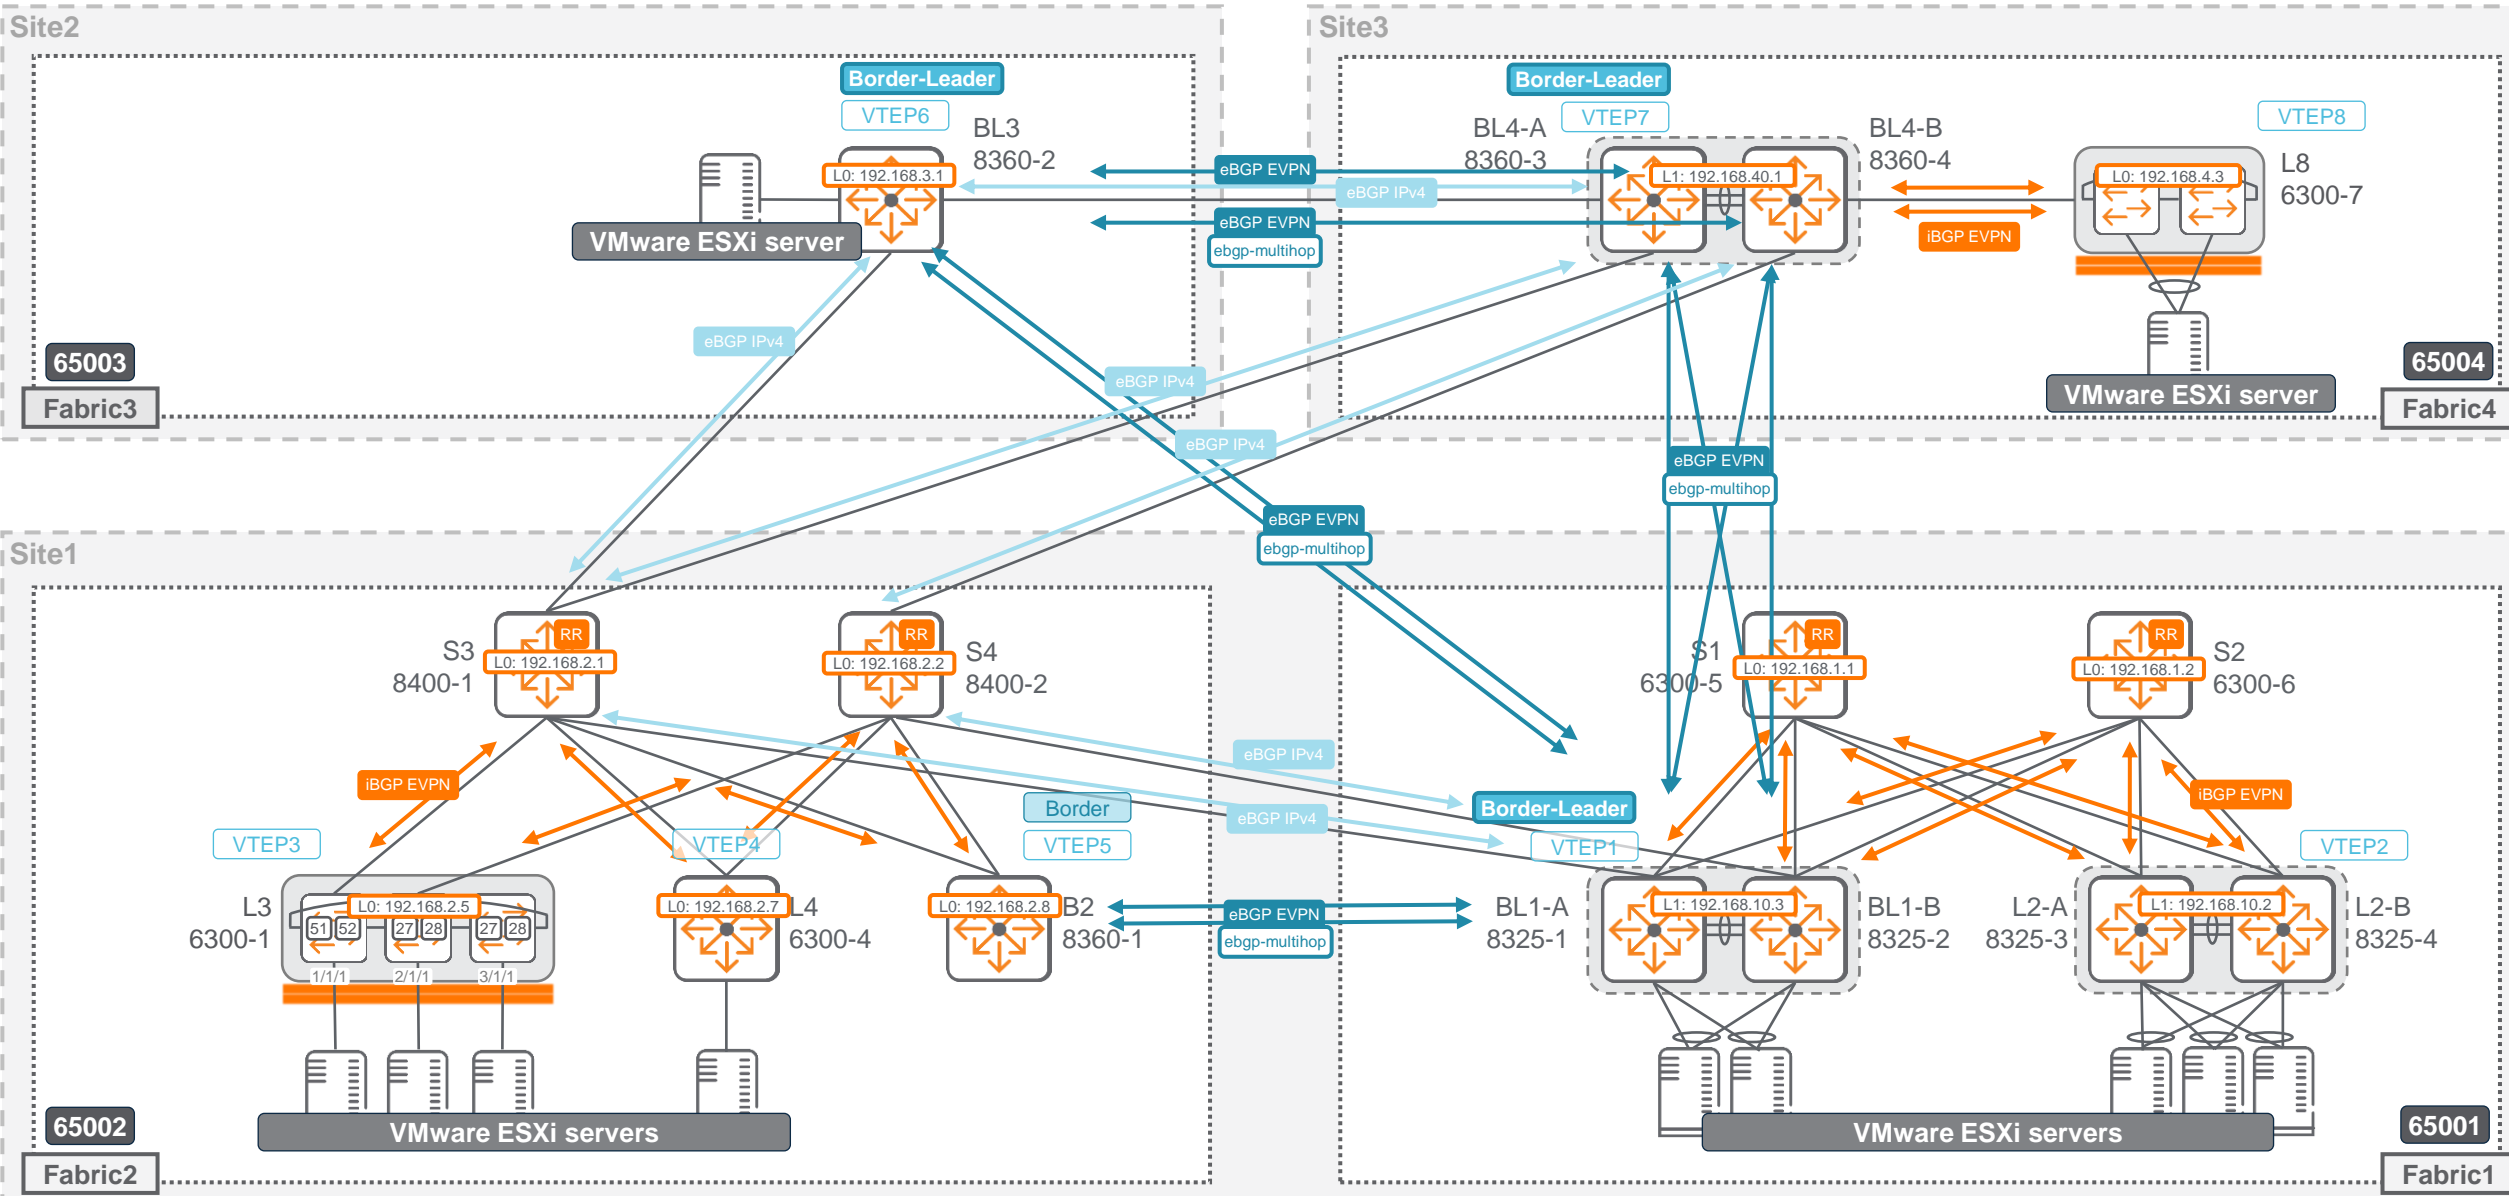 Site2
Site3
Border-Leader
VTEP6
BL3
8360-2
L0: 192.168.3.1
VMware ESXi server
eBGP EVPN
eBGP IPv4
eBGP EVPN
ebgp-multihop
Border-Leader
VTEP7
BL4-A
8360-3
L1: 192.168.40.1
BL4-B
8360-4
iBGP EVPN
VTEP8
L0: 192.168.4.3
L8
6300-7
VMware ESXi server
65003
Fabric3
65004
Fabric4
eBGP IPv4
eBGP IPv4
eBGP IPv4
eBGP EVPN
ebgp-multihop
eBGP EVPN
ebgp-multihop
Site1
S3
8400-1
RR
L0: 192.168.2.1
RR
L0: 192.168.2.2
S4
8400-2
S1
6300-5
RR
L0: 192.168.1.1
RR
L0: 192.168.1.2
S2
6300-6
iBGP EVPN
eBGP IPv4
eBGP IPv4
iBGP EVPN
VTEP3
VTEP4
Border
VTEP5
Border-Leader
VTEP1
VTEP2
L3
6300-1
L0: 192.168.2.5
51 52 27 28 27 28
1/1/1 2/1/1 3/1/1
L0: 192.168.2.7
L4
6300-4
L0: 192.168.2.8
B2
8360-1
eBGP EVPN
ebgp-multihop
BL1-A
8325-1
L1: 192.168.10.3
BL1-B
8325-2
L2-A
8325-3
L1: 192.168.10.2
L2-B
8325-4
VMware ESXi servers
VMware ESXi servers
65002
Fabric2
65001
Fabric1